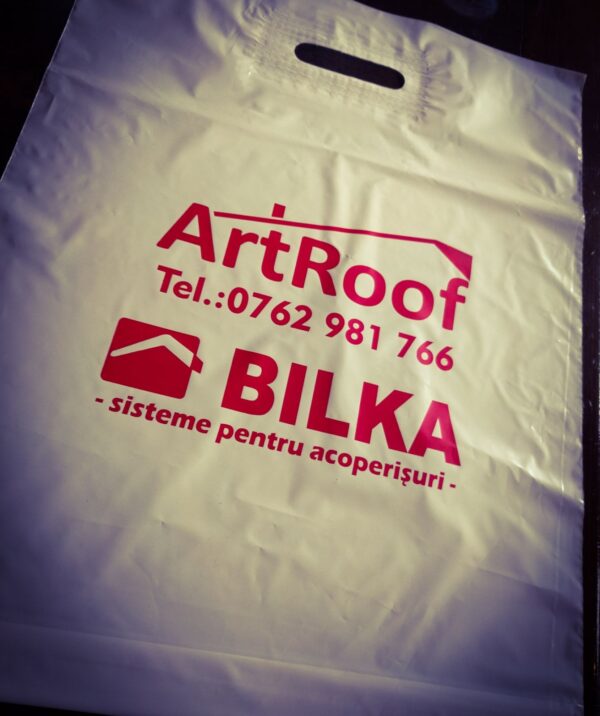 ArtRoof
Tel.:0762 981 766
BILKA
- sisteme pentru acoperişuri -